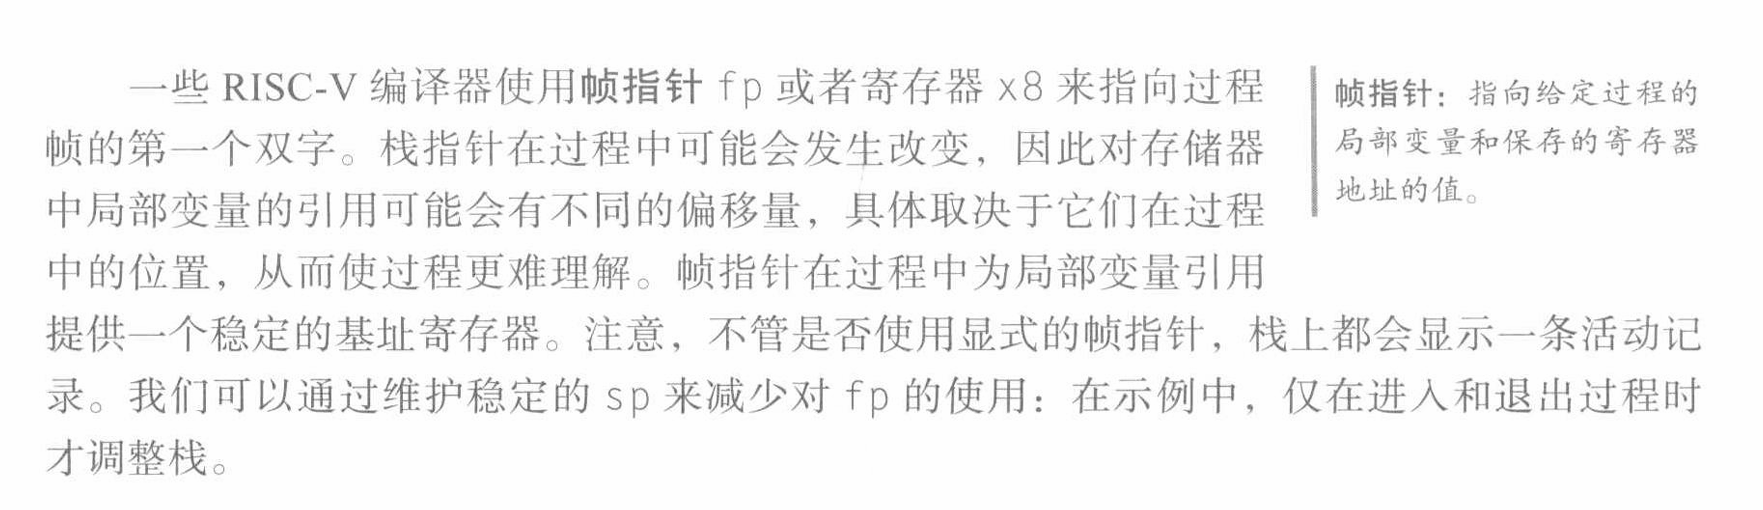 一些 RISC-V 编译器使用帧指针 fp 或者寄存器 x8 来指向过程
帧的第一个双字。栈指针在过程中可能会发生改变，因此对存储器
中局部变量的引用可能会有不同的偏移量，具体取决于它们在过程
中的位置，从而使过程更难理解。帧指针在过程中为局部变量引用
提供一个稳定的基址寄存器。注意，不管是否使用显式的帧指针，栈上都会显示一条活动记
录。我们可以通过维护稳定的 sp 来减少对 fp 的使用：在示例中，仅在进入和退出过程时
才调整栈。
帧指针：指向给定过程的
局部变量和保存的寄存器
地址的值。